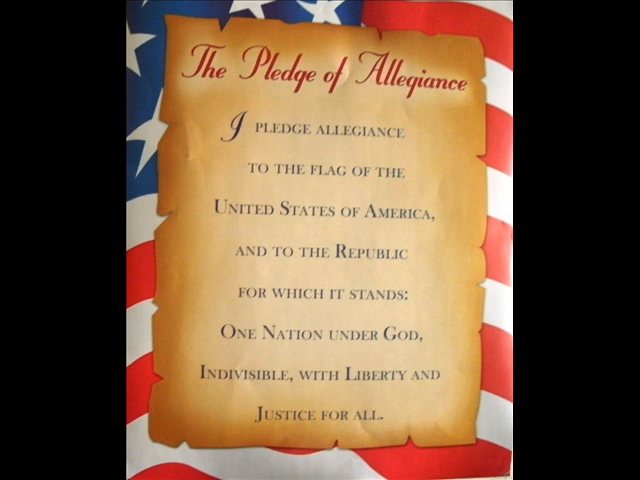 The Pledge of Allegiance
I PLEDGE ALLEGIANCE
TO THE FLAG OF THE
UNITED STATES OF AMERICA,
AND TO THE REPUBLIC
FOR WHICH IT STANDS:
ONE NATION UNDER GOD,
INDIVISIBLE, WITH LIBERTY AND
JUSTICE FOR ALL.